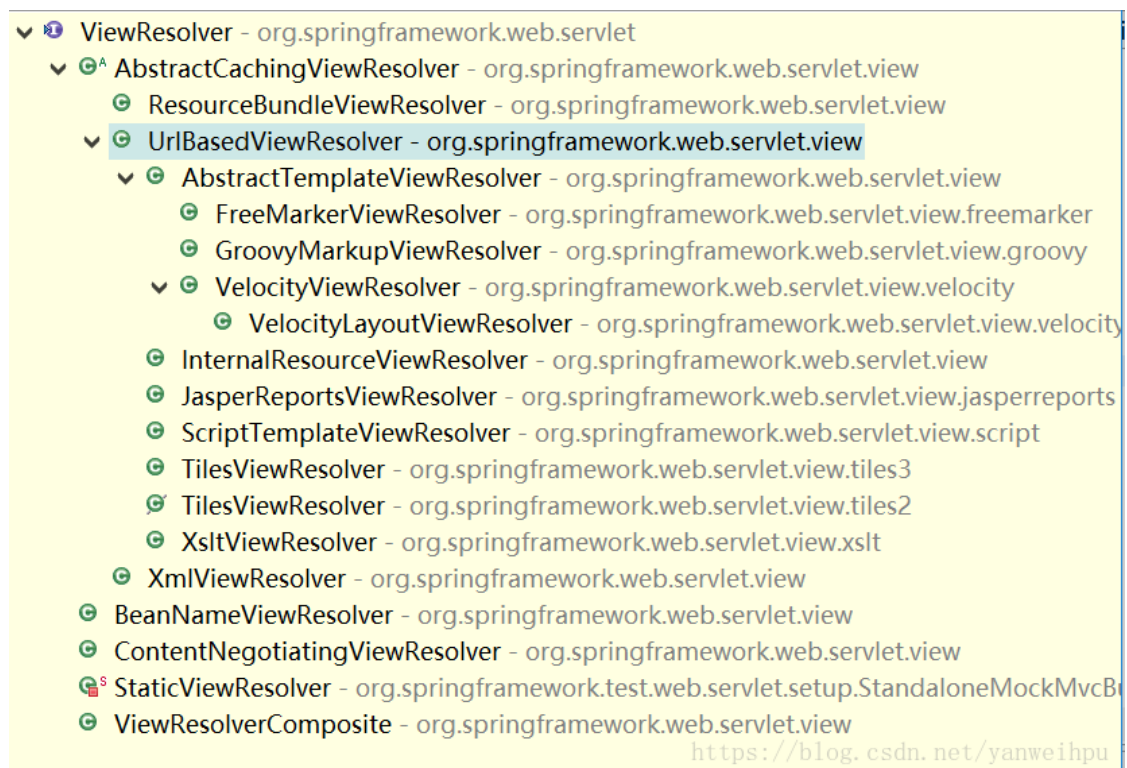 ViewResolver - org.springframework.web.servlet
AbstractCachingViewResolver - org.springframework.web.servlet.view
ResourceBundleViewResolver - org.springframework.web.servlet.view
UrlBasedViewResolver - org.springframework.web.servlet.view
AbstractTemplateViewResolver - org.springframework.web.servlet.view
FreeMarkerViewResolver - org.springframework.web.servlet.view.freemarker
GroovyMarkupViewResolver - org.springframework.web.servlet.view.groovy
VelocityViewResolver - org.springframework.web.servlet.view.velocity
VelocityLayoutViewResolver - org.springframework.web.servlet.view.velocity
InternalResourceViewResolver - org.springframework.web.servlet.view
JasperReportsViewResolver - org.springframework.web.servlet.view.jasperreports
ScriptTemplateViewResolver - org.springframework.web.servlet.view.script
TilesViewResolver - org.springframework.web.servlet.view.tiles3
TilesViewResolver - org.springframework.web.servlet.view.tiles2
XsltViewResolver - org.springframework.web.servlet.view.xslt
XmlViewResolver - org.springframework.web.servlet.view
BeanNameViewResolver - org.springframework.web.servlet.view
ContentNegotiatingViewResolver - org.springframework.web.servlet.view
StaticViewResolver - org.springframework.test.web.servlet.setup.StandaloneMockMvcBu
ViewResolverComposite - org.springframework.web.servlet.view
https://blog.csdn.net/yanweihpu